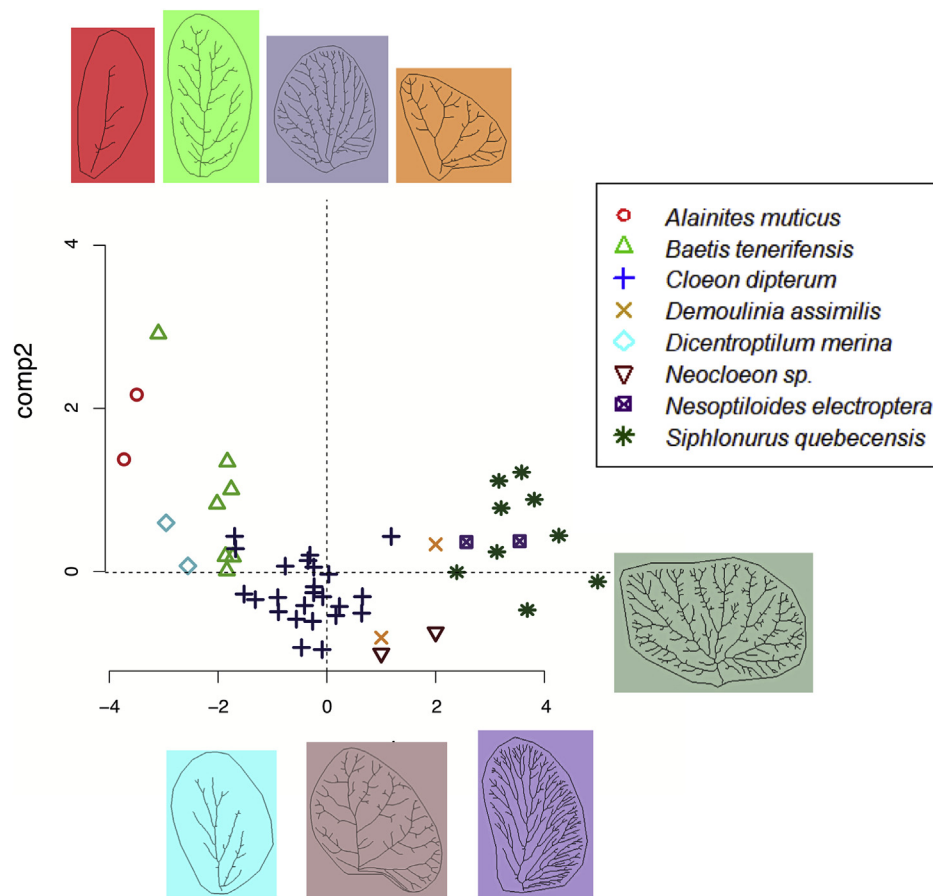 4
2
0
comp2
−4
−2
0
2
4
Alainites muticus
Baetis tenerifensis
Cloeon dipterum
Demoulinia assimilis
Dicentroptilum merina
Neocloeon sp.
Nesoptiloides electroptera
Siphlonurus quebecensis